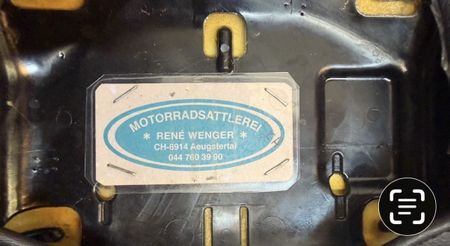 MOTORRADSATTLEREI
* RENÉ WENGER *
CH-8914 Aeugstertal
044 760 39 90